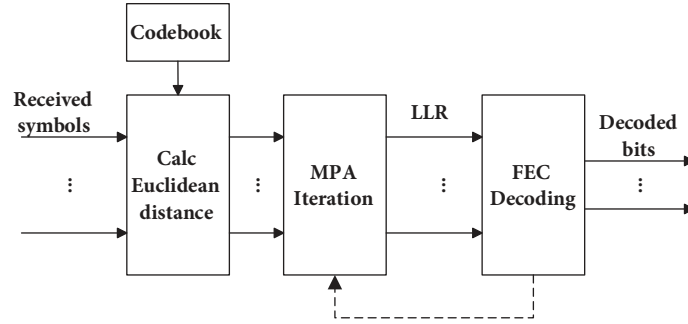 Codebook
Received
symbols
Calc
Euclidean
distance
MPA
Iteration
LLR
FEC
Decoding
Decoded
bits